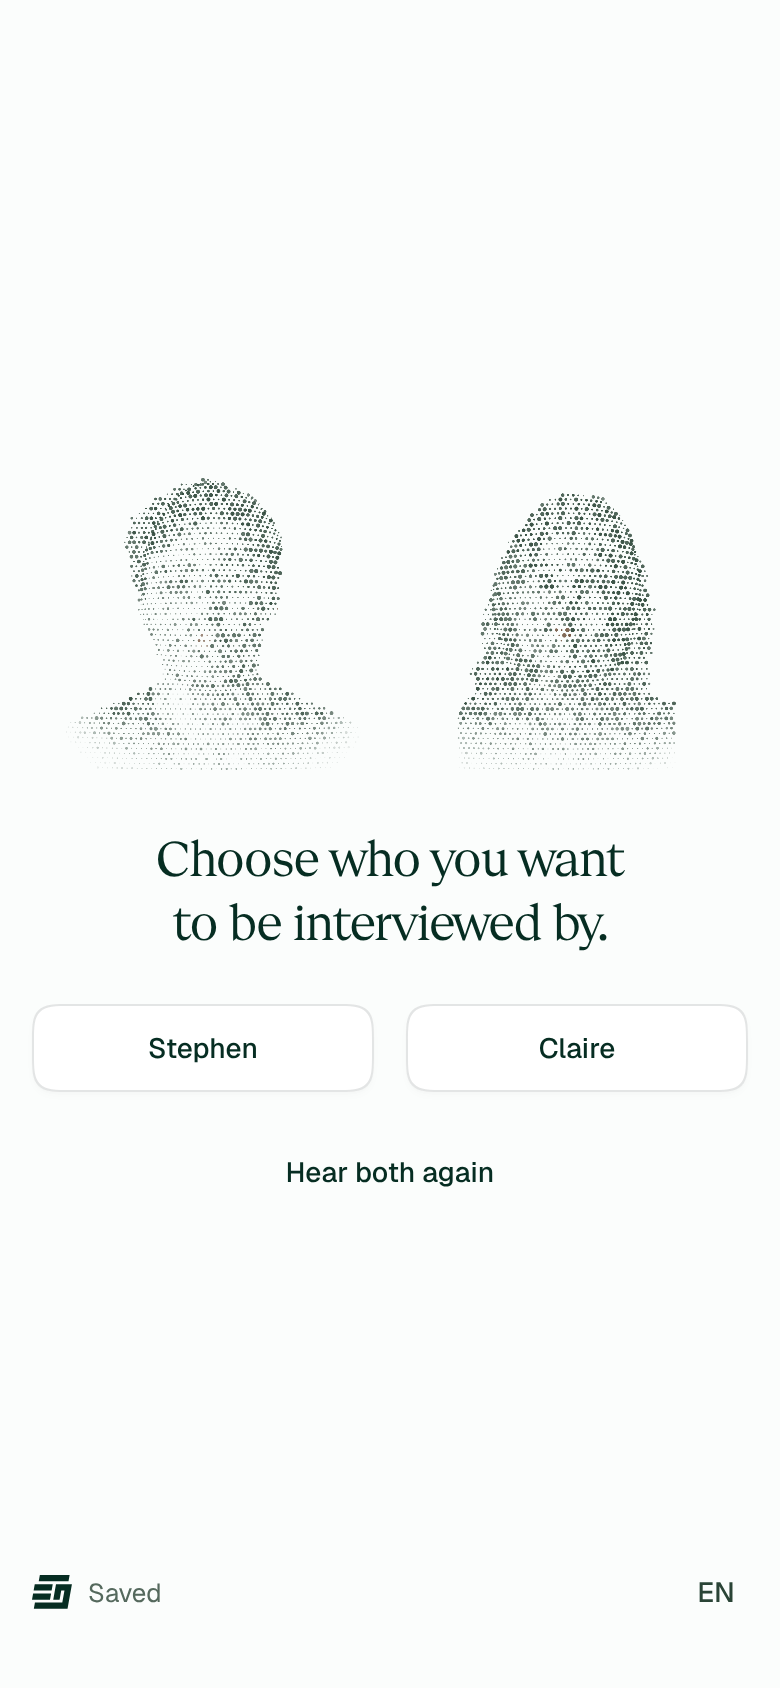 Choose who you want
to be interviewed by.
Stephen
Claire
Hear both again
Saved
EN